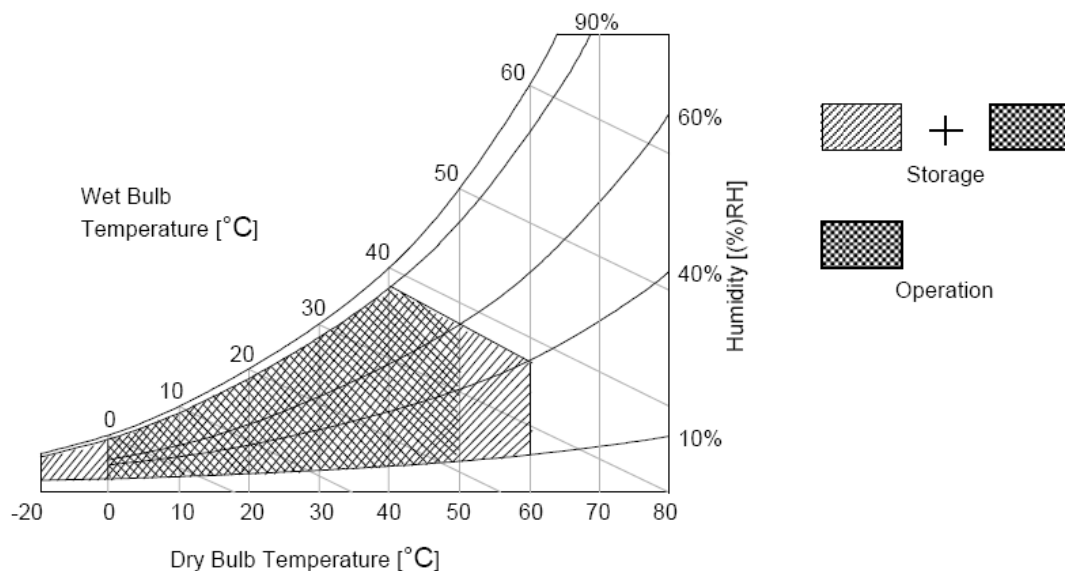 90%
60
60%
50
Storage
Wet Bulb
Temperature [°C]
40
40%
Humidity [(%)RH]
Operation
30
20
10
0
10%
-20 0 10 20 30 40 50 60 70 80
Dry Bulb Temperature [°C]